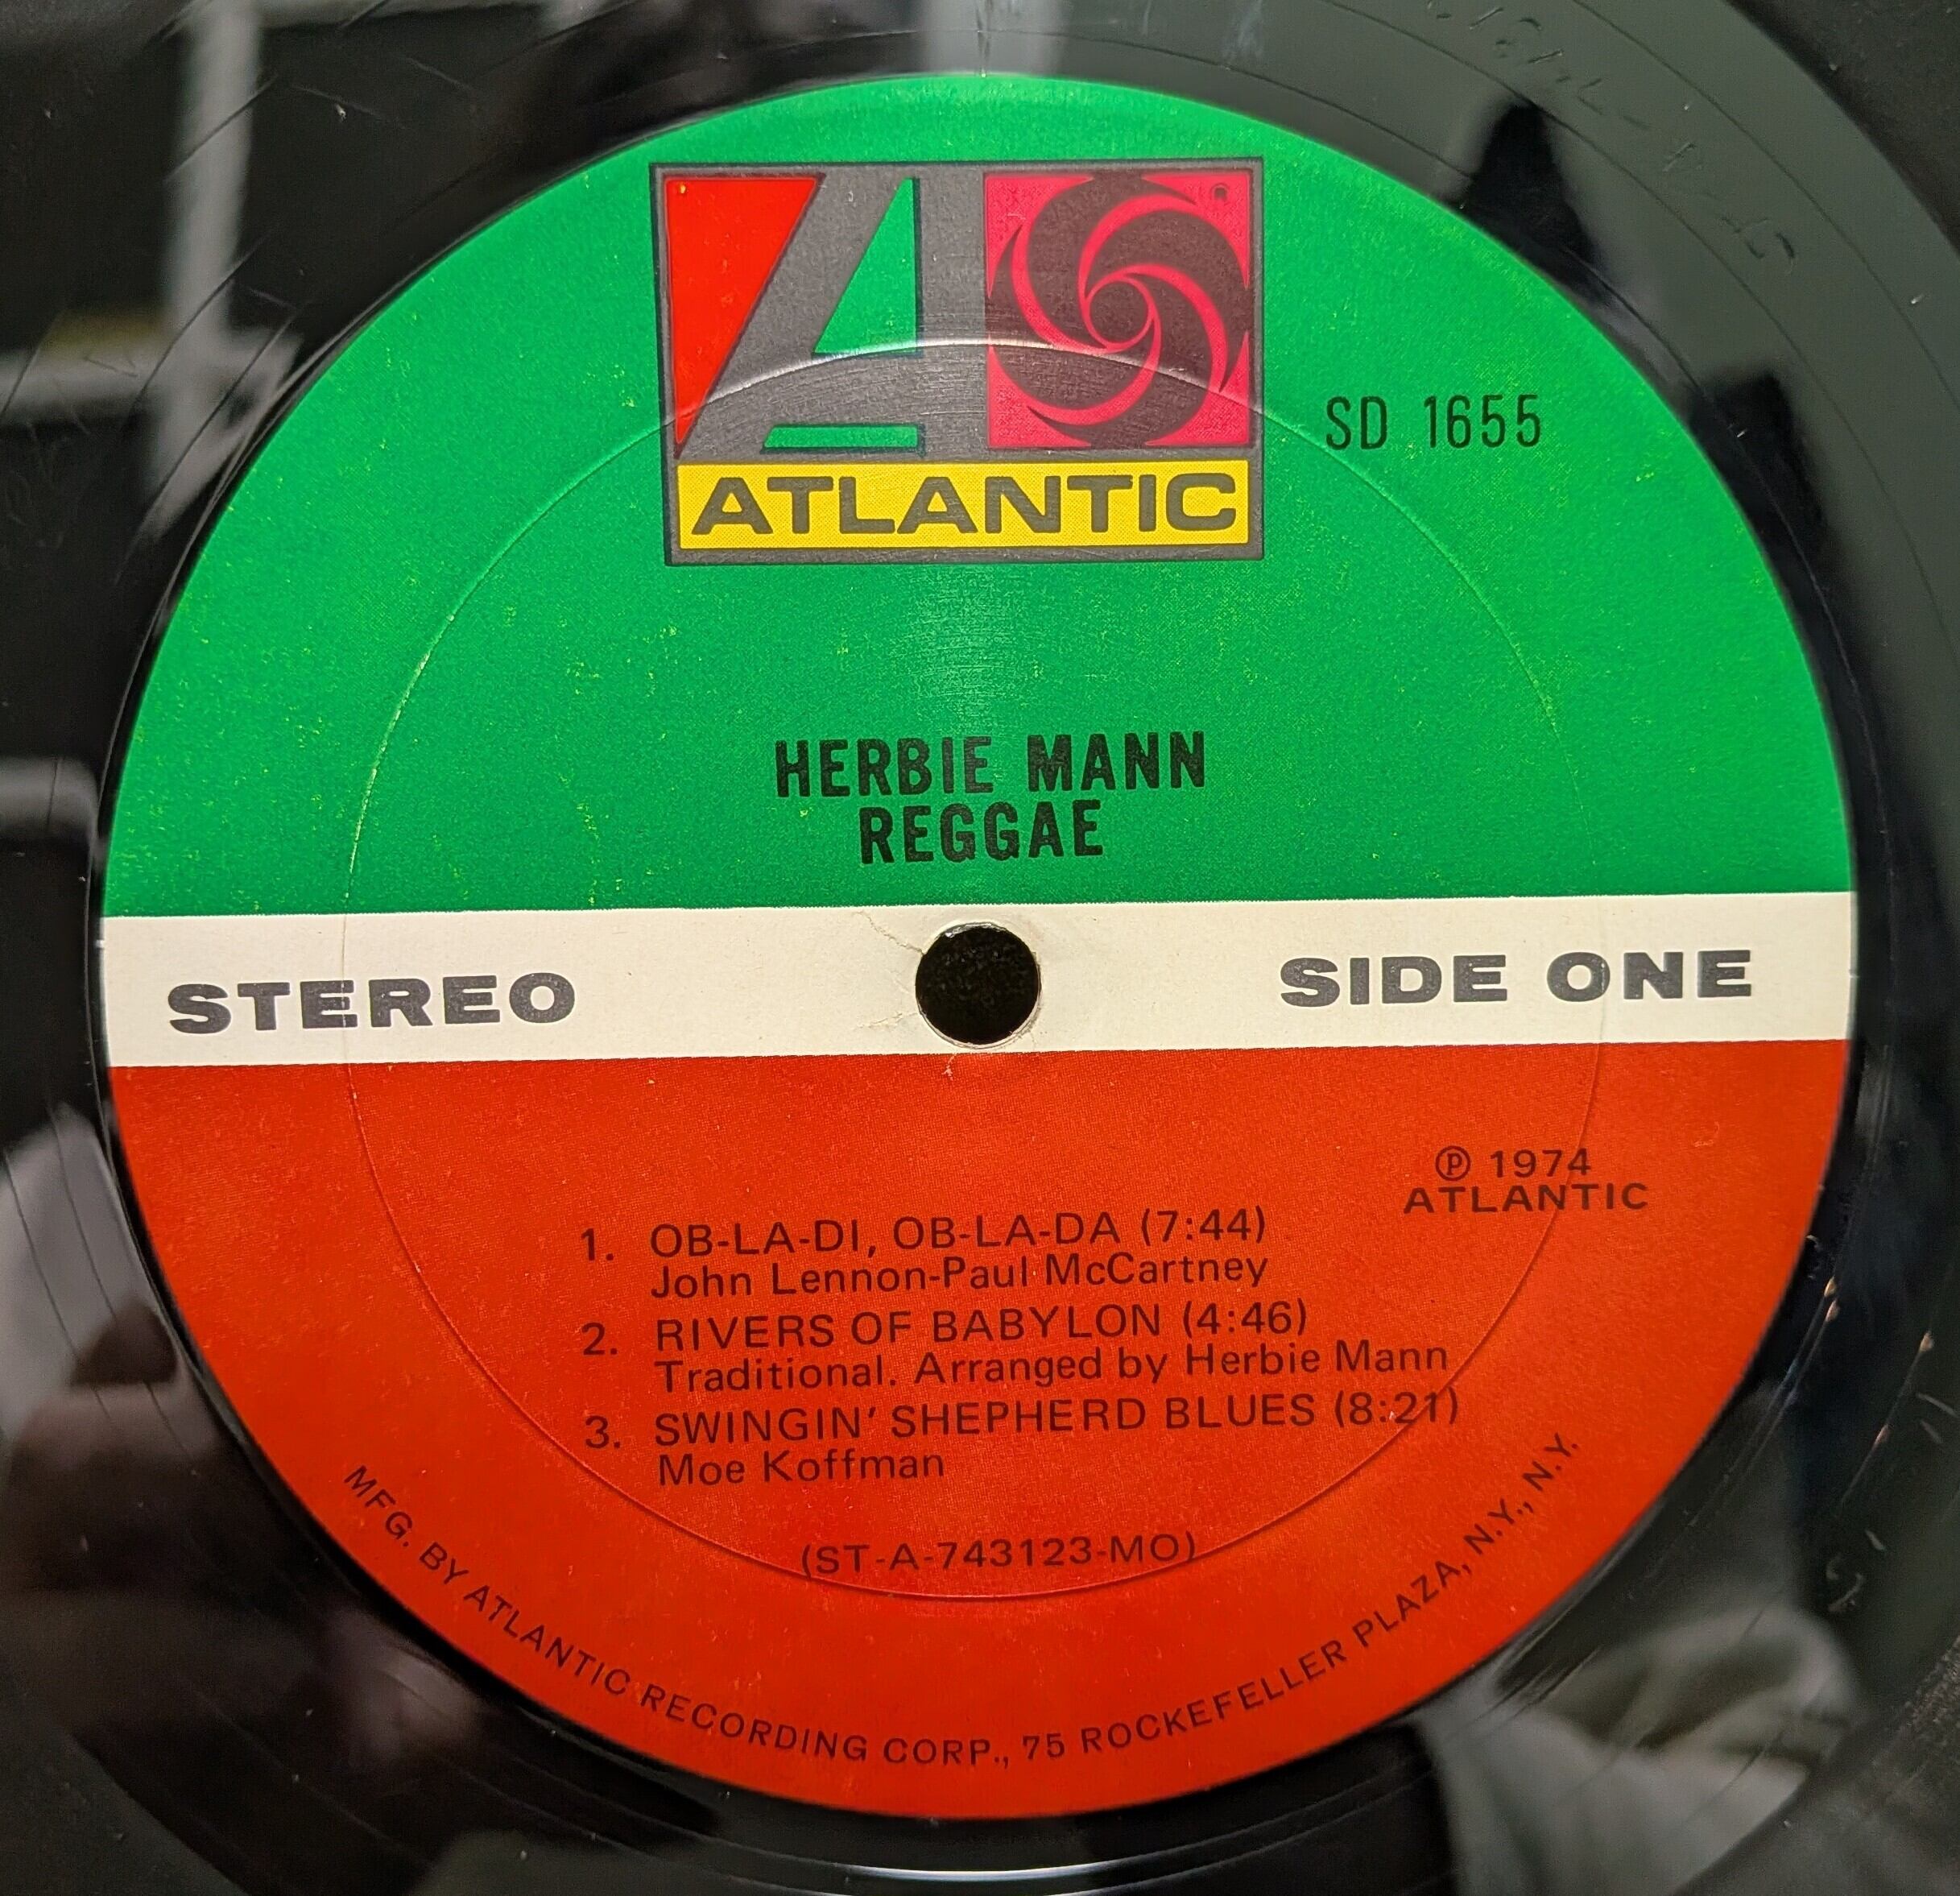 ATLANTIC
SD 1655
HERBIE MANN
REGGAE
STEREO
SIDE ONE
Ⓟ 1974
ATLANTIC
1. OB-LA-DI, OB-LA-DA (7:44)
John Lennon-Paul McCartney
2. RIVERS OF BABYLON (4:46)
Traditional. Arranged by Herbie Mann
3. SWINGIN' SHEPHERD BLUES (8:21)
Moe Koffman
(ST-A-743123-MO)
MFG. BY ATLANTIC RECORDING CORP., 75 ROCKEFELLER PLAZA, N.Y., N.Y.